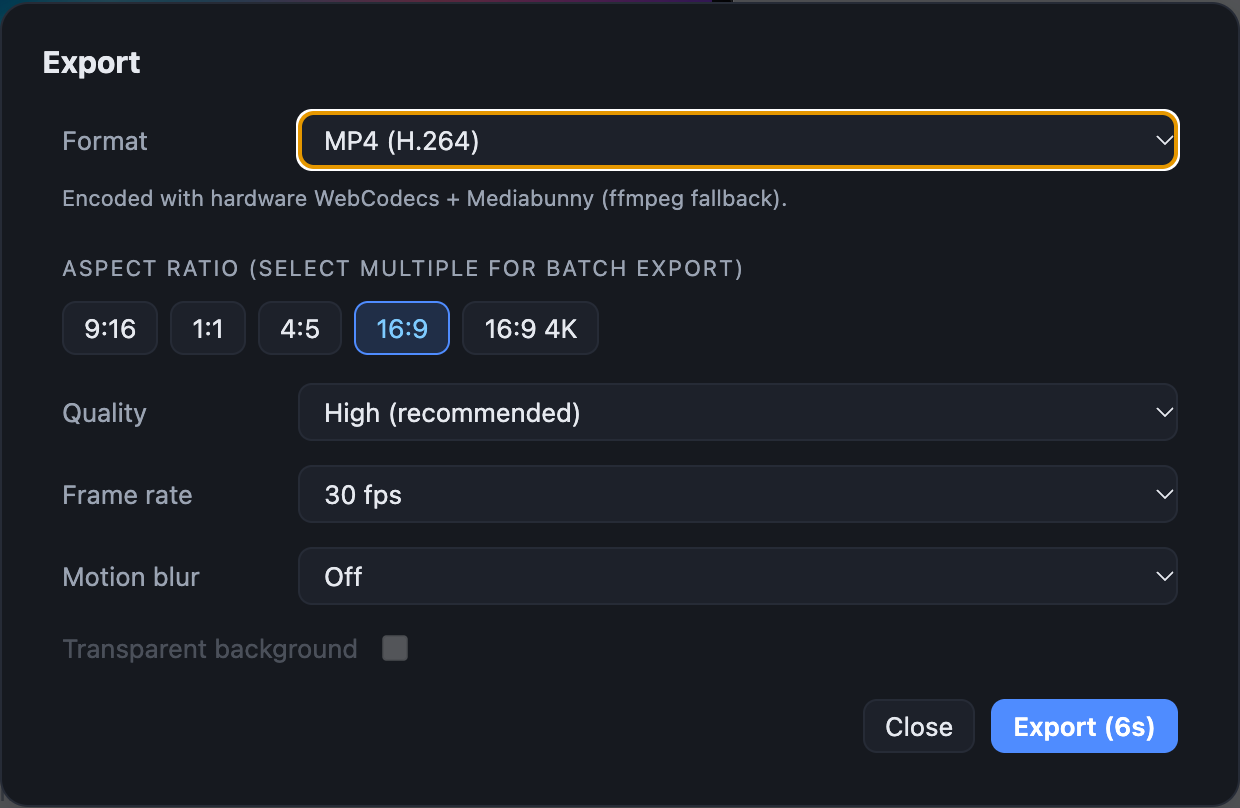 Export
Format MP4 (H.264)
Encoded with hardware WebCodecs + Mediabunny (ffmpeg fallback).
ASPECT RATIO (SELECT MULTIPLE FOR BATCH EXPORT)
9:16 1:1 4:5 16:9 16:9 4K
Quality High (recommended)
Frame rate 30 fps
Motion blur Off
Transparent background
Close Export (6s)